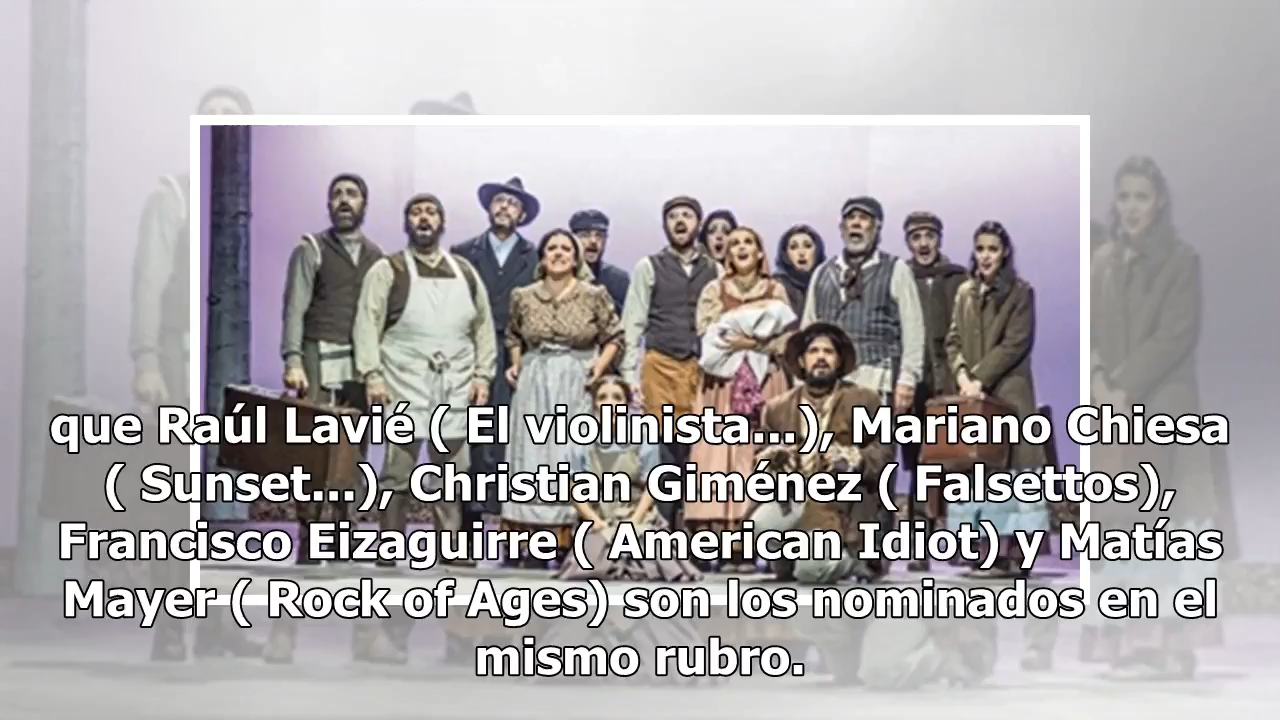 que Raúl Lavié ( El violinista...), Mariano Chiesa
( Sunset...), Christian Giménez ( Falsettos),
Francisco Eizaguirre ( American Idiot) y Matías
Mayer ( Rock of Ages) son los nominados en el
mismo rubro.